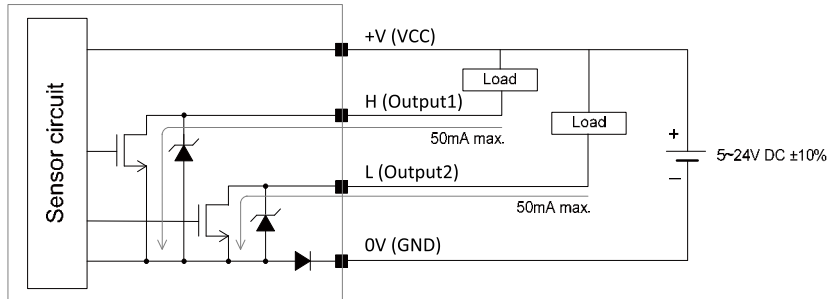 +V (VCC)
Load
H (Output1)
50mA max.
Load
Sensor circuit
+
5~24V DC ±10%
−
L (Output2)
50mA max.
0V (GND)